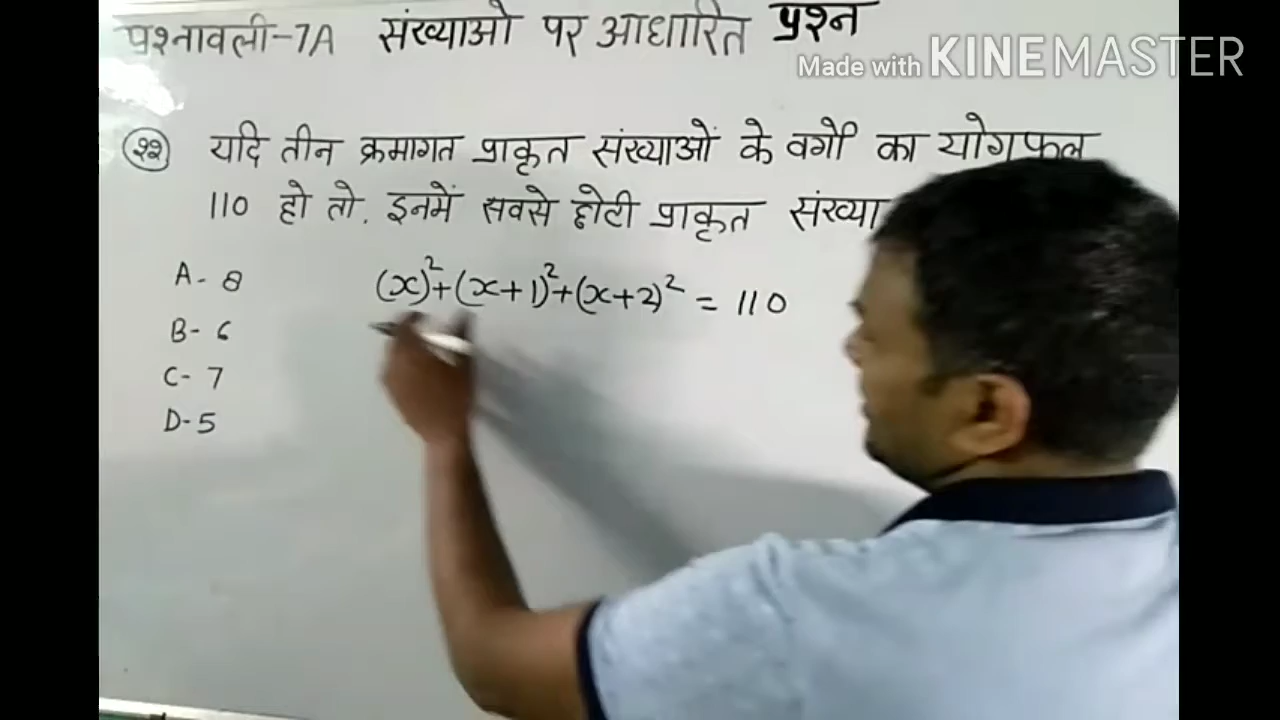 प्रश्नावली-7A संख्याओ पर आधारित प्रश्न
Made with KINEMASTER
२२ यदि तीन क्रमागत प्राकृत संख्याओं के वर्गो का योगफल
110 हो तो. इनमें सवसे छोटी प्राकृत संख्या
A- 8
(x)²+(x+1)²+(x+2)² = 110
B- 6
C- 7
D-5